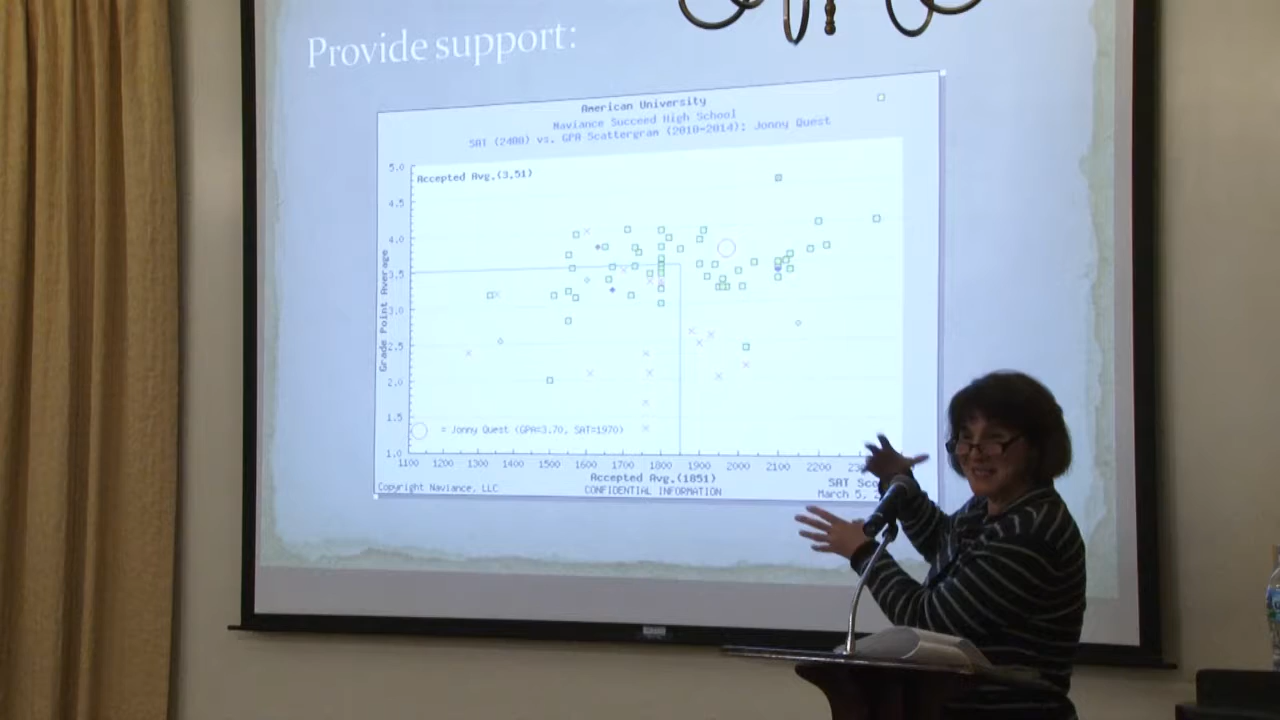 Provide support:
American University
Naviance Succeed High School
SAT (2400) vs. GPA Scattergram (2010-2014): Jonny Quest
Accepted Avg.(3.51)
Grade Point Average
5.0
4.5
4.0
3.5
3.0
2.5
2.0
1.5
1.0
= Jonny Quest (GPA=3.70, SAT=1970)
1100 1200 1300 1400 1500 1600 1700 1800 1900 2000 2100 2200
Accepted Avg.(1851)
SAT
Copyright Naviance, LLC
CONFIDENTIAL INFORMATION
March 5,